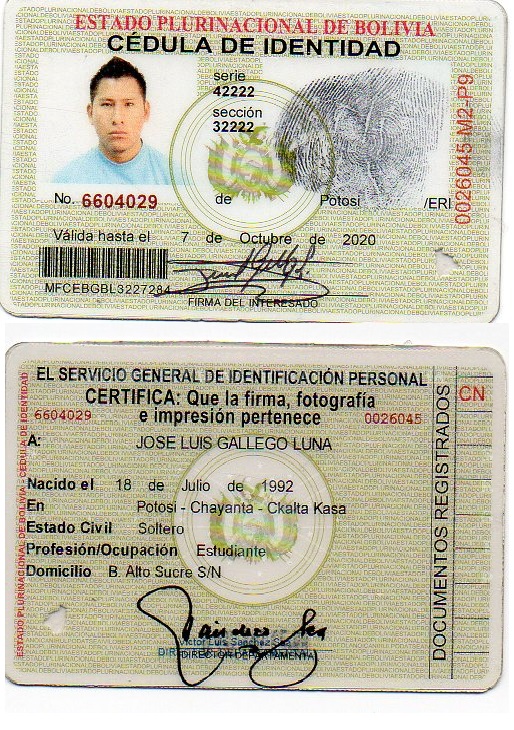 ESTADO PLURINACIONAL DE BOLIVIA
CÉDULA DE IDENTIDAD
serie
42222
sección
32222
No. 6604029 de Potosi /ERI
Válida hasta el 7 de Octubre de 2020
MFCEBGBL3227284
FIRMA DEL INTERESADO
0026045 M2-P9
EL SERVICIO GENERAL DE IDENTIFICACIÓN PERSONAL
CERTIFICA: Que la firma, fotografía
6604029 e impresión pertenece 0026045
A: JOSE LUIS GALLEGO LUNA
Nacido el 18 de Julio de 1992
En Potosi - Chayanta - Ckalta Kasa
Estado Civil Soltero
Profesión/Ocupación Estudiante
Domicilio B. Alto Sucre S/N
DIRECTOR DEPARTAMENTAL
ESTADO PLURINACIONAL DE BOLIVIA - CÉDULA DE IDENTIDAD
DOCUMENTOS REGISTRADOS
CN